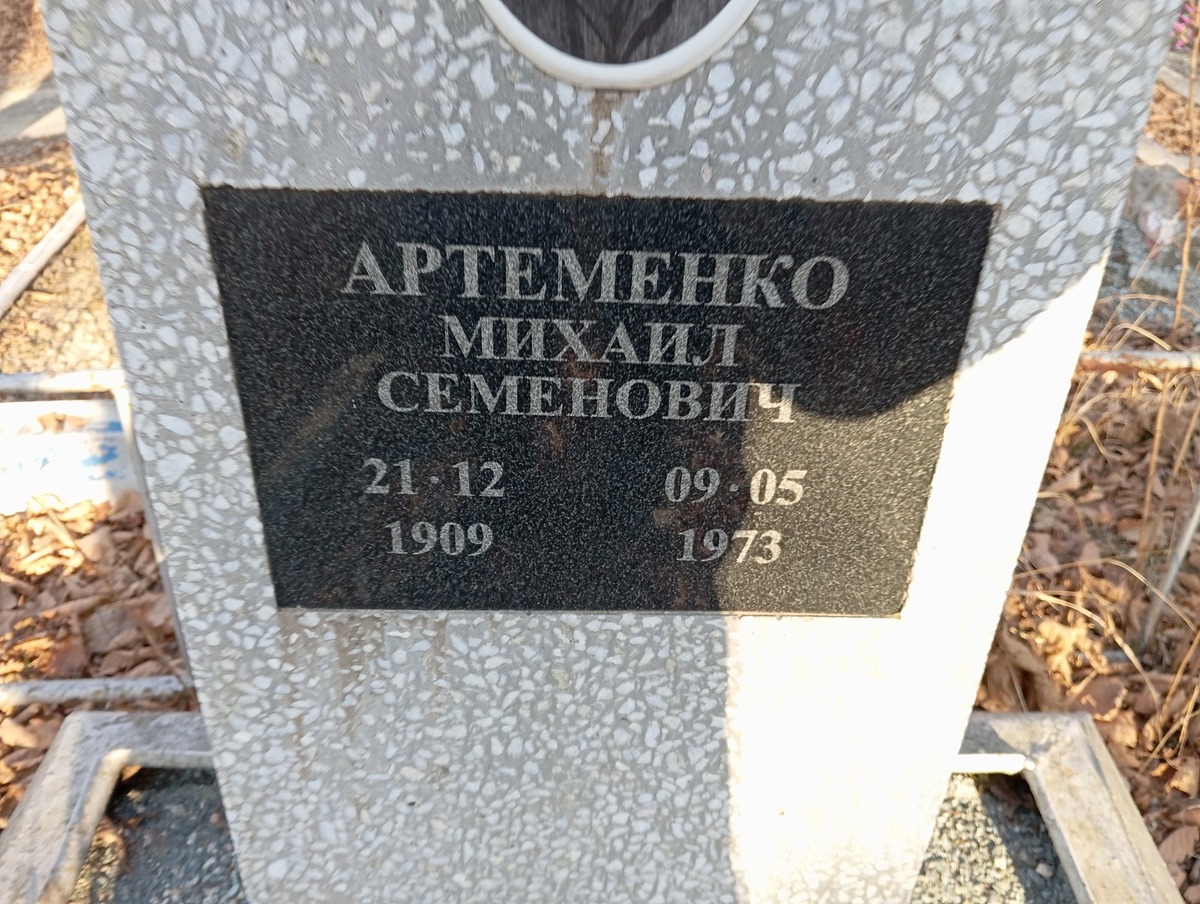 АРТЕМЕНКО
МИХАИЛ
СЕМЕНОВИЧ
21·12 09·05
1909 1973